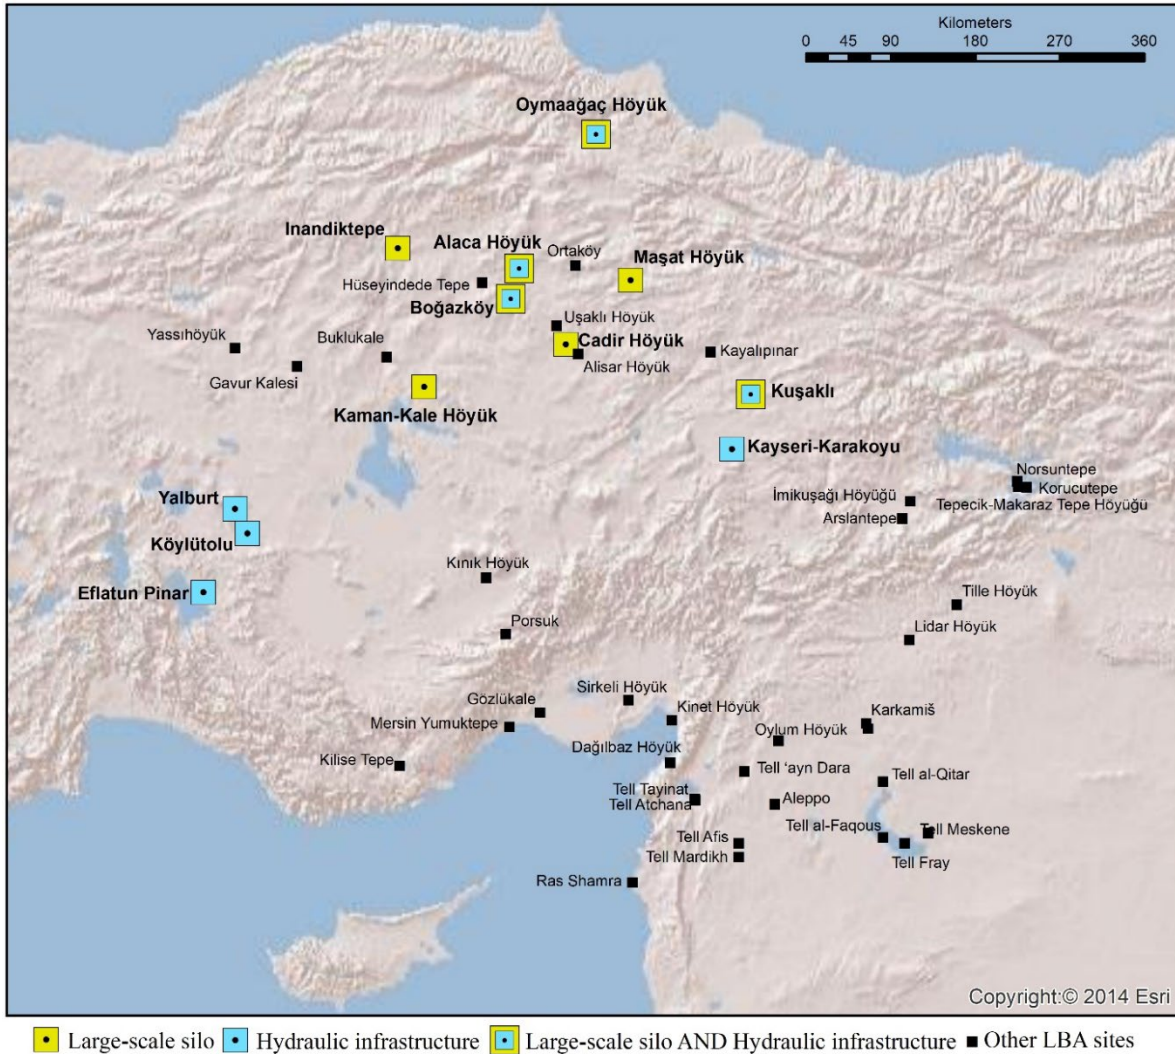 Kilometers
0 45 90 180 270 360
Oymaağaç Höyük
Inandiktepe
Alaca Höyük
Ortaköy
Maşat Höyük
Hüseyindede Tepe
Boğazköy
Uşaklı Höyük
Yassıhöyük
Buklukale
Cadir Höyük
Kayalıpınar
Gavur Kalesi
Alisar Höyük
Kuşaklı
Kaman-Kale Höyük
Kayseri-Karakoyu
Norsuntepe
Yalburt
İmikuşağı Höyüğü
Korucutepe
Tepecik-Makaraz Tepe Höyüğü
Arslantepe
Köylütolu
Kınık Höyük
Eflatun Pinar
Tille Höyük
Porsuk
Lidar Höyük
Sirkeli Höyük
Gözlükale
Kinet Höyük
Karkamiš
Mersin Yumuktepe
Oylum Höyük
Dağılbaz Höyük
Kilise Tepe
Tell ‘ayn Dara
Tell al-Qitar
Tell Tayinat
Tell Atchana
Aleppo
Tell al-Faqous
Tell Meskene
Tell Afis
Tell Mardikh
Tell Fray
Ras Shamra
Copyright:© 2014 Esri
Large-scale silo Hydraulic infrastructure Large-scale silo AND Hydraulic infrastructure Other LBA sites